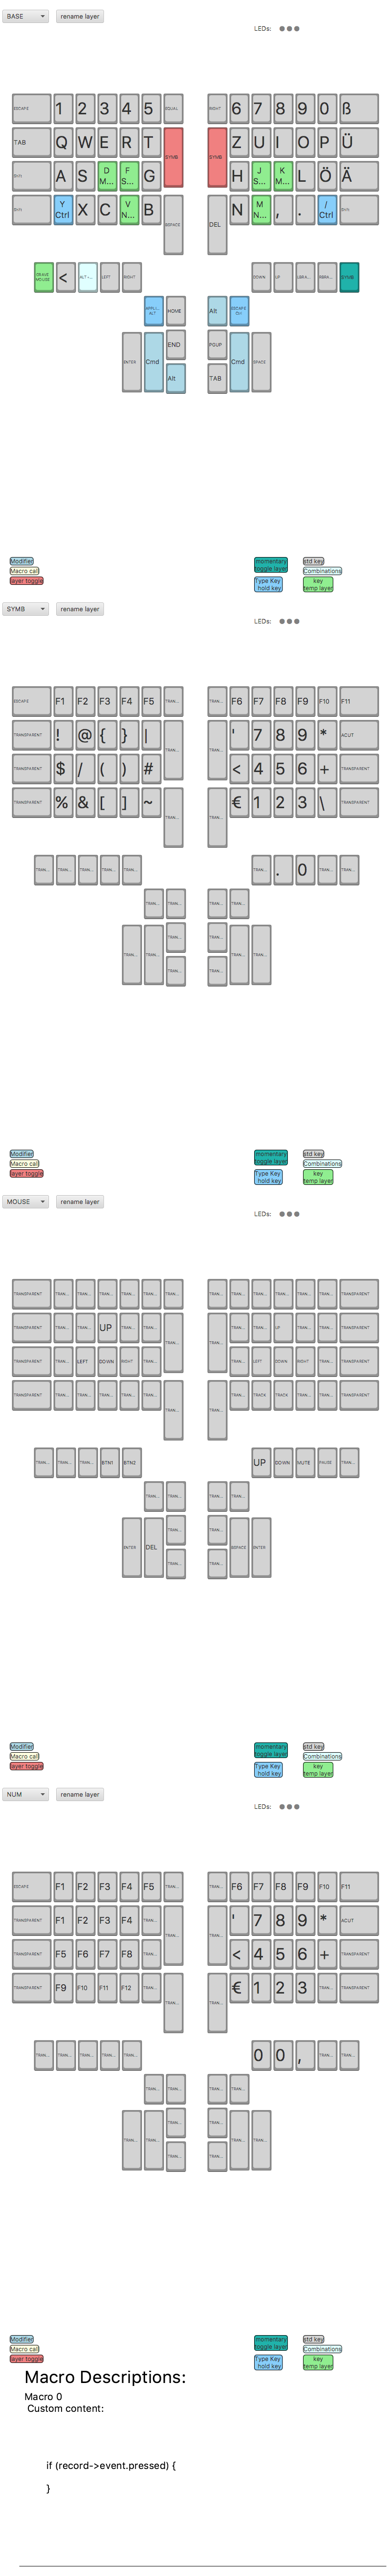 BASE rename layer
LEDs:
ESCAPE 1 2 3 4 5 EQUAL RIGHT 6 7 8 9 0 ß
TAB Q W E R T SYMB SYMB Z U I O P Ü
Shift A S D M... F S... G H J S... K M... L Ö Ä
Shift Y Ctrl X C V N... B BSPACE DEL N M N... , . / Ctrl Shift
GRAVE MOUSE < ALT +... LEFT RIGHT DOWN UP LBRA... RBRA... SYMB
APPLI... ALT HOME Alt ESCAPE Ctrl
ENTER Cmd END PGUP Cmd SPACE
Alt TAB
Modifier momentary toggle layer std key
Macro call Combinations
layer toggle Type Key hold key key temp layer
SYMB rename layer
LEDs:
ESCAPE F1 F2 F3 F4 F5 TRAN... TRAN... F6 F7 F8 F9 F10 F11
TRANSPARENT ! @ { } | TRAN... TRAN... ' 7 8 9 * ACUT
TRANSPARENT $ / ( ) # < 4 5 6 + TRANSPARENT
TRANSPARENT % & [ ] ~ TRAN... TRAN... € 1 2 3 \ TRANSPARENT
TRAN... TRAN... TRAN... TRAN... TRAN... TRAN... . 0 TRAN... TRAN...
TRAN... TRAN... TRAN... TRAN...
TRAN... TRAN... TRAN... TRAN... TRAN... TRAN...
TRAN... TRAN...
Modifier momentary toggle layer std key
Macro call Combinations
layer toggle Type Key hold key key temp layer
MOUSE rename layer
LEDs:
TRANSPARENT TRAN... TRAN... TRAN... TRAN... TRAN... TRAN... TRAN... TRAN... TRAN... TRAN... TRAN... TRAN... TRANSPARENT
TRANSPARENT TRAN... TRAN... UP TRAN... TRAN... TRAN... TRAN... TRAN... TRAN... UP TRAN... TRAN... TRANSPARENT
TRANSPARENT TRAN... LEFT DOWN RIGHT TRAN... TRAN... LEFT DOWN RIGHT TRAN... TRANSPARENT
TRANSPARENT TRAN... TRAN... TRAN... TRAN... TRAN... TRAN... TRAN... TRAN... TRACK TRACK TRAN... TRAN... TRANSPARENT
TRAN... TRAN... TRAN... BTN1 BTN2 UP DOWN MUTE PAUSE TRAN...
TRAN... TRAN... TRAN... TRAN...
ENTER DEL TRAN... TRAN... BSPACE ENTER
TRAN... TRAN...
Modifier momentary toggle layer std key
Macro call Combinations
layer toggle Type Key hold key key temp layer
NUM rename layer
LEDs:
ESCAPE F1 F2 F3 F4 F5 TRAN... TRAN... F6 F7 F8 F9 F10 F11
TRANSPARENT F1 F2 F3 F4 TRAN... TRAN... TRAN... ' 7 8 9 * ACUT
TRANSPARENT F5 F6 F7 F8 TRAN... < 4 5 6 + TRANSPARENT
TRANSPARENT F9 F10 F11 F12 TRAN... TRAN... TRAN... € 1 2 3 TRAN... TRANSPARENT
TRAN... TRAN... TRAN... TRAN... TRAN... 0 0 , TRAN... TRAN...
TRAN... TRAN... TRAN... TRAN...
TRAN... TRAN... TRAN... TRAN... TRAN... TRAN...
TRAN... TRAN...
Modifier momentary toggle layer std key
Macro call Combinations
layer toggle Type Key hold key key temp layer
Macro Descriptions:
Macro 0
Custom content:
if (record->event.pressed) {
}